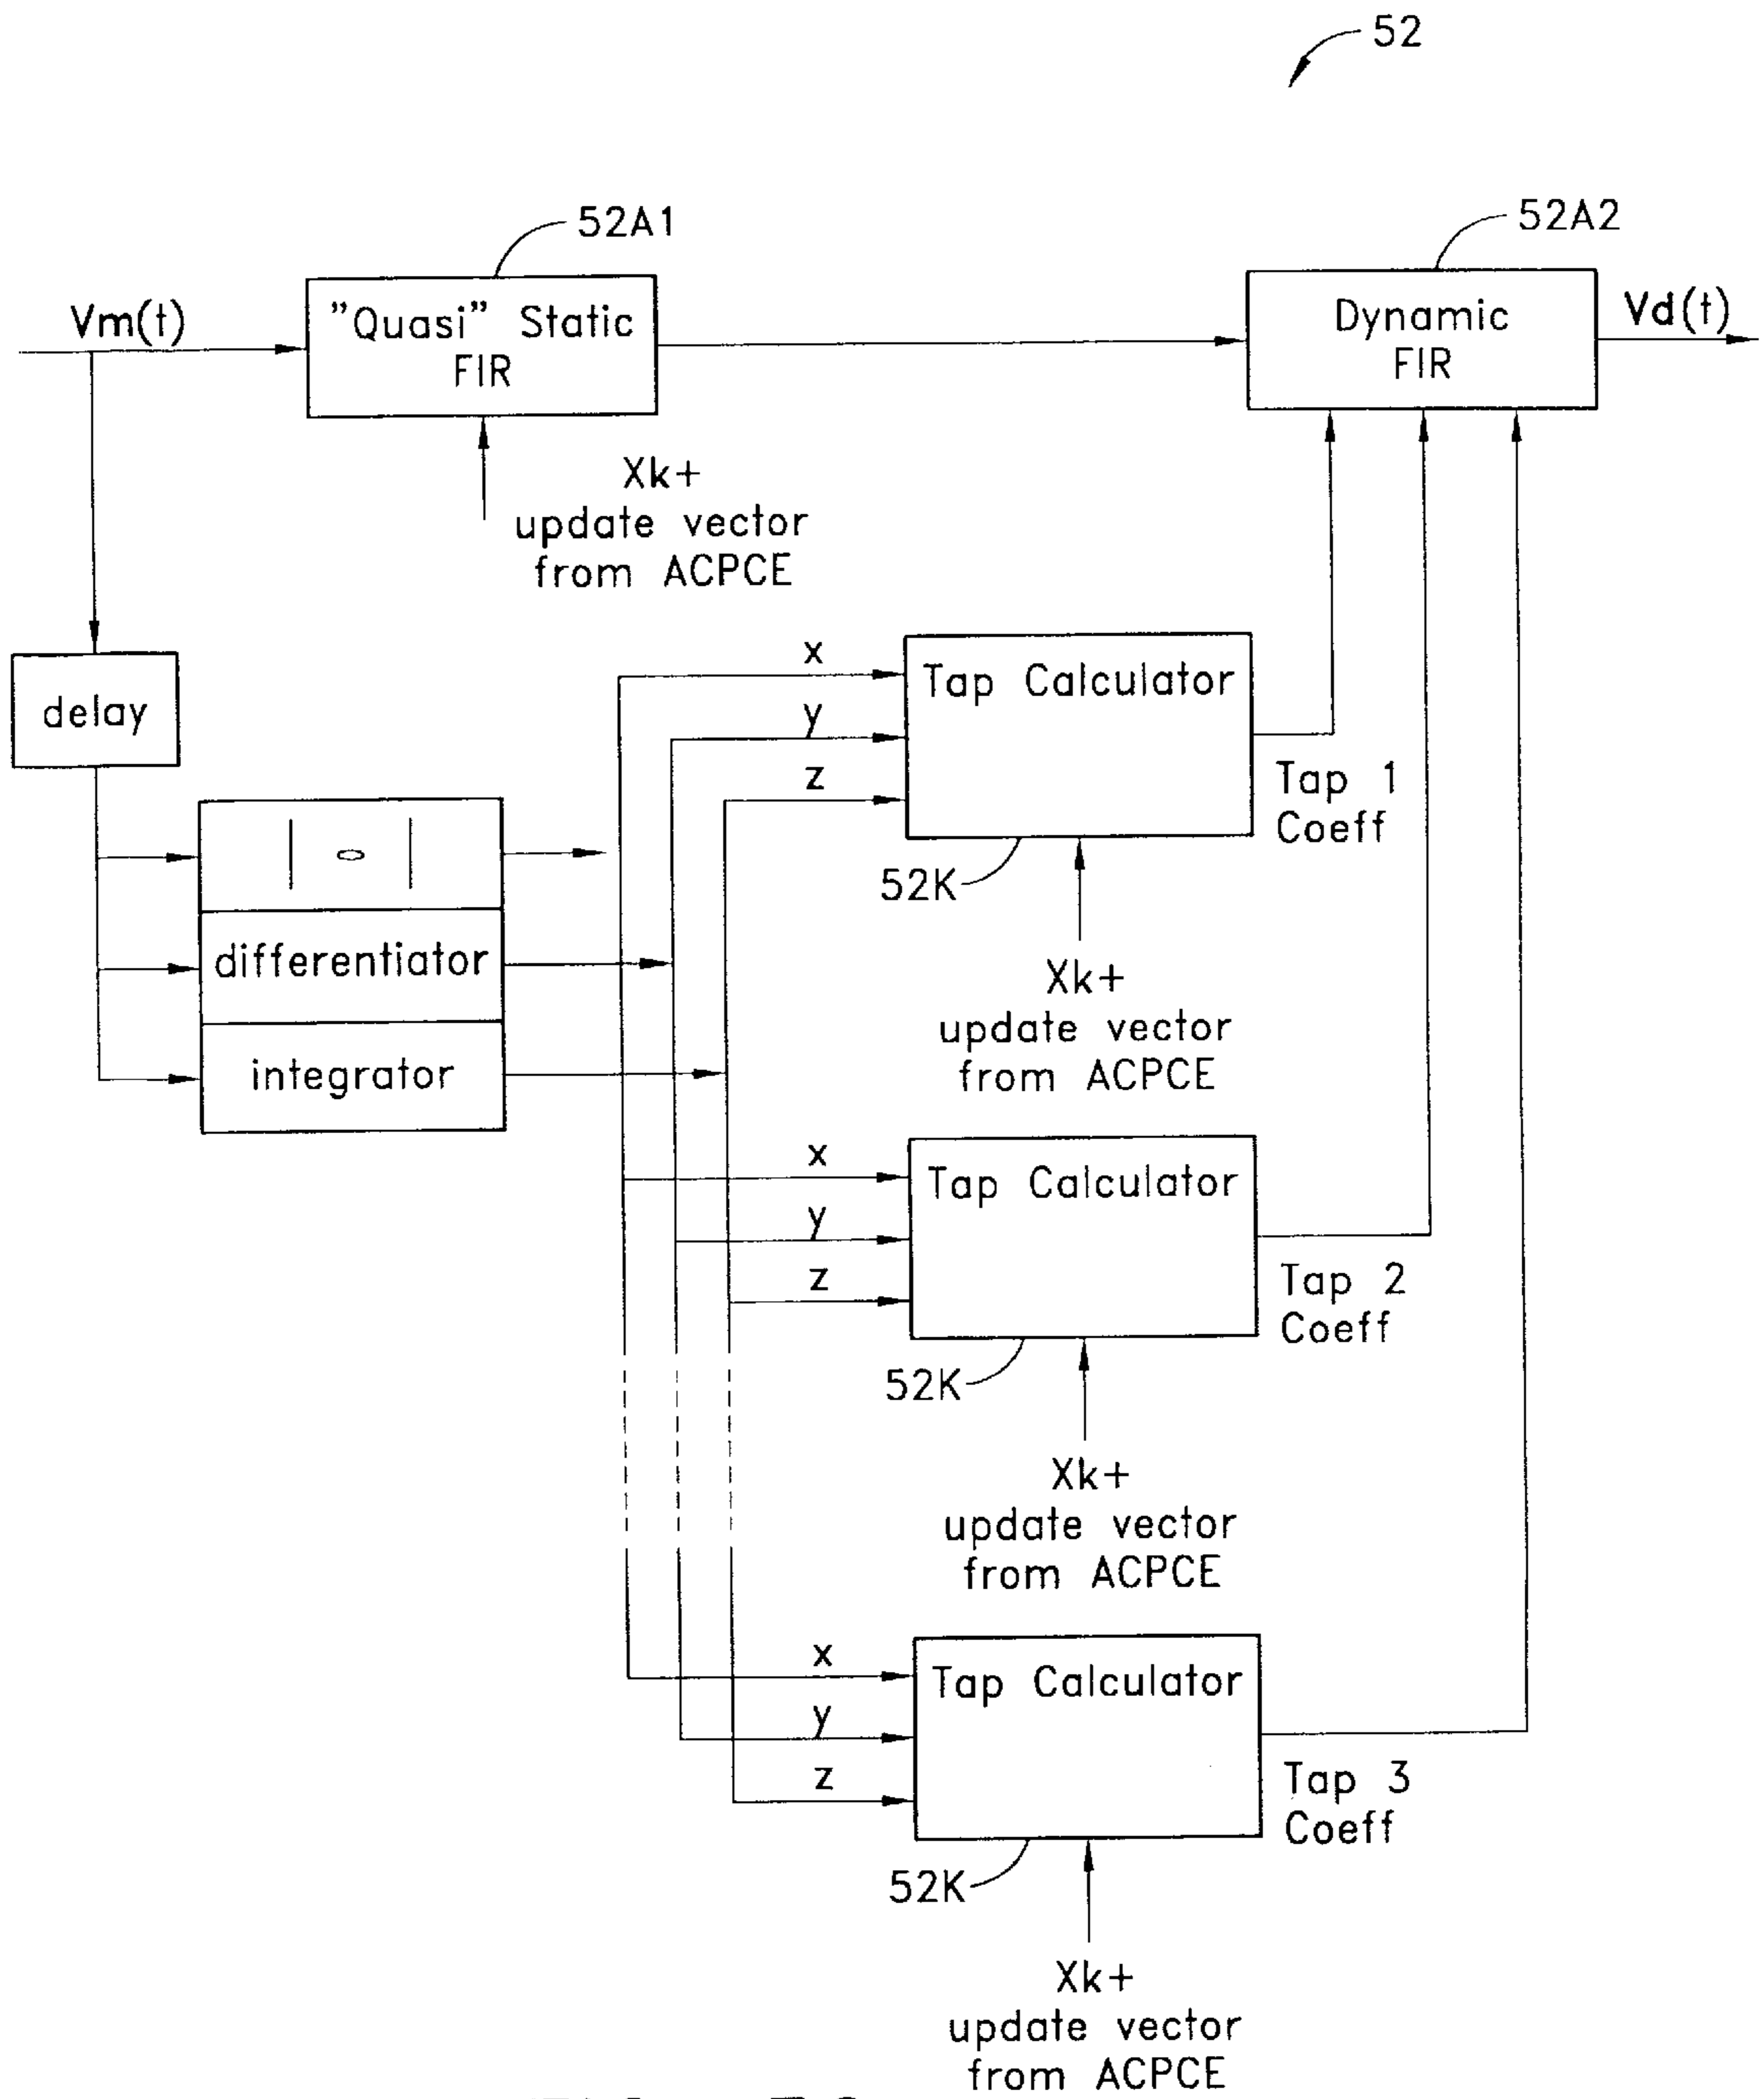 52
52A1
52A2
Vm(t)
"Quasi" Static
FIR
Dynamic
FIR
Vd(t)
Xk+
update vector
from ACPCE
delay
x
y
z
Tap Calculator
Tap 1
Coeff
52K
| o |
differentiator
integrator
Xk+
update vector
from ACPCE
x
y
z
Tap Calculator
Tap 2
Coeff
52K
Xk+
update vector
from ACPCE
x
y
z
Tap Calculator
Tap 3
Coeff
52K
Xk+
update vector
from ACPCE